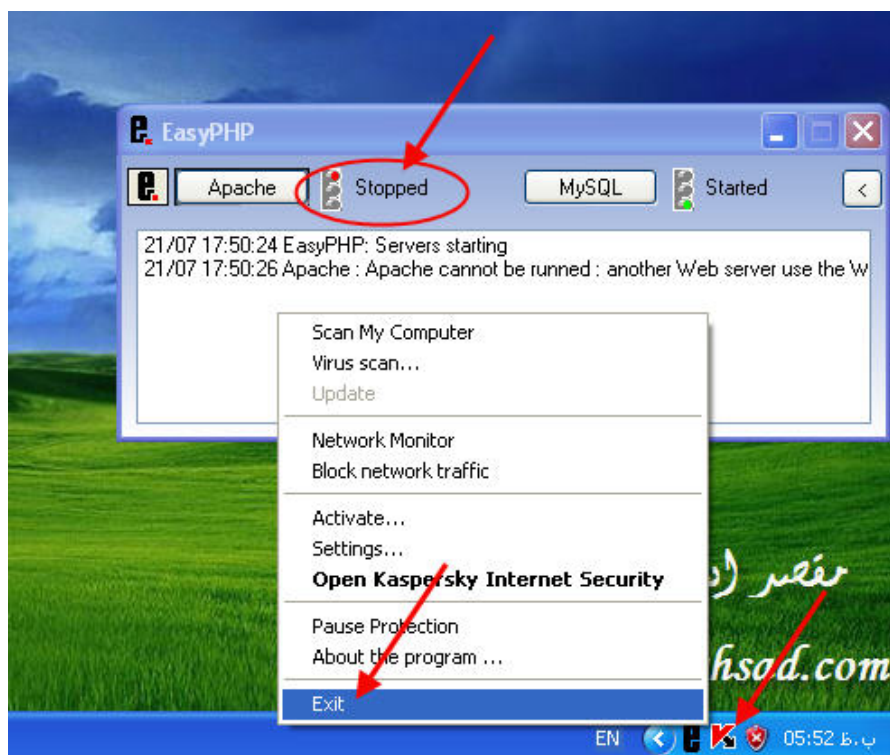 EasyPHP
Apache Stopped MySQL Started <
21/07 17:50:24 EasyPHP: Servers starting
21/07 17:50:26 Apache : Apache cannot be runned : another Web server use the W
Scan My Computer
Virus scan...
Update
Network Monitor
Block network traffic
Activate...
Settings...
Open Kaspersky Internet Security
Pause Protection
About the program ...
Exit
hsad.com
EN 05:52 ب.ظ